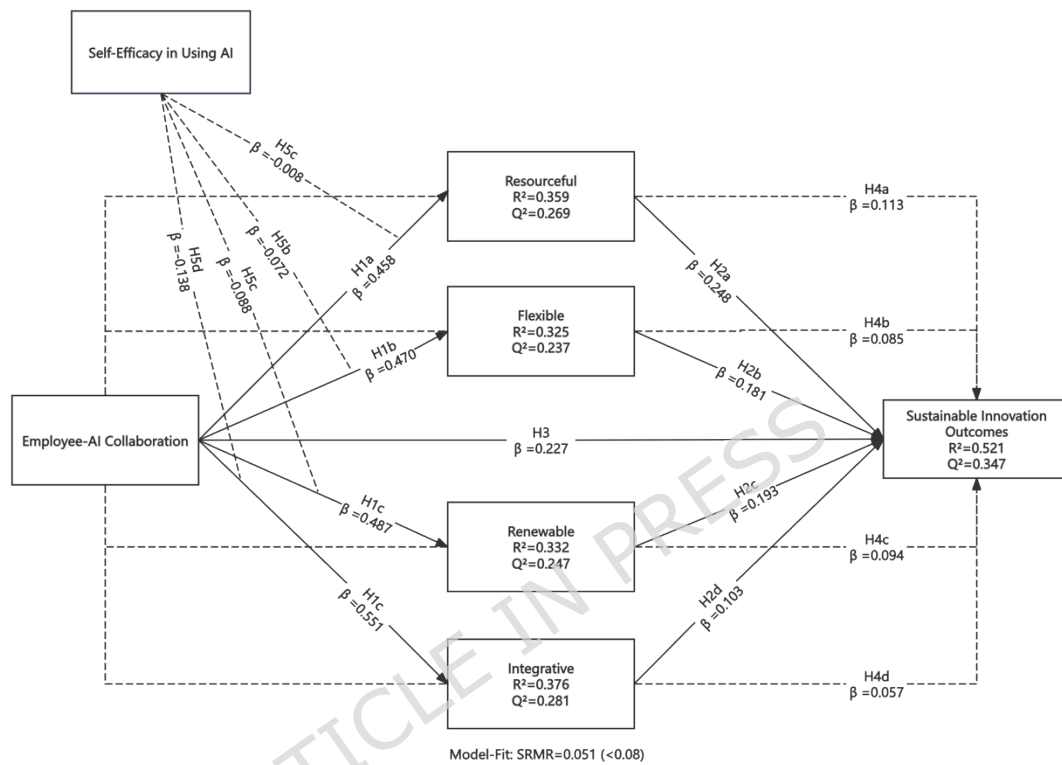 Self-Efficacy in Using AI
H5c
β =-0.008
H5b
β =-0.072
H5c
β =-0.088
H5d
β =-0.138
Resourceful
R²=0.359
Q²=0.269
H4a
β =0.113
H1a
β =0.458
H2a
β =0.248
Flexible
R²=0.325
Q²=0.237
H4b
β =0.085
H1b
β =0.470
H2b
β =0.181
Employee-AI Collaboration
H3
β =0.227
Sustainable Innovation
Outcomes
R²=0.521
Q²=0.347
H1c
β =0.487
H2c
β =0.193
Renewable
R²=0.332
Q²=0.247
H4c
β =0.094
H1c
β =0.551
H2d
β =0.103
Integrative
R²=0.376
Q²=0.281
H4d
β =0.057
Model-Fit: SRMR=0.051 (<0.08)
TICLE IN PRESS